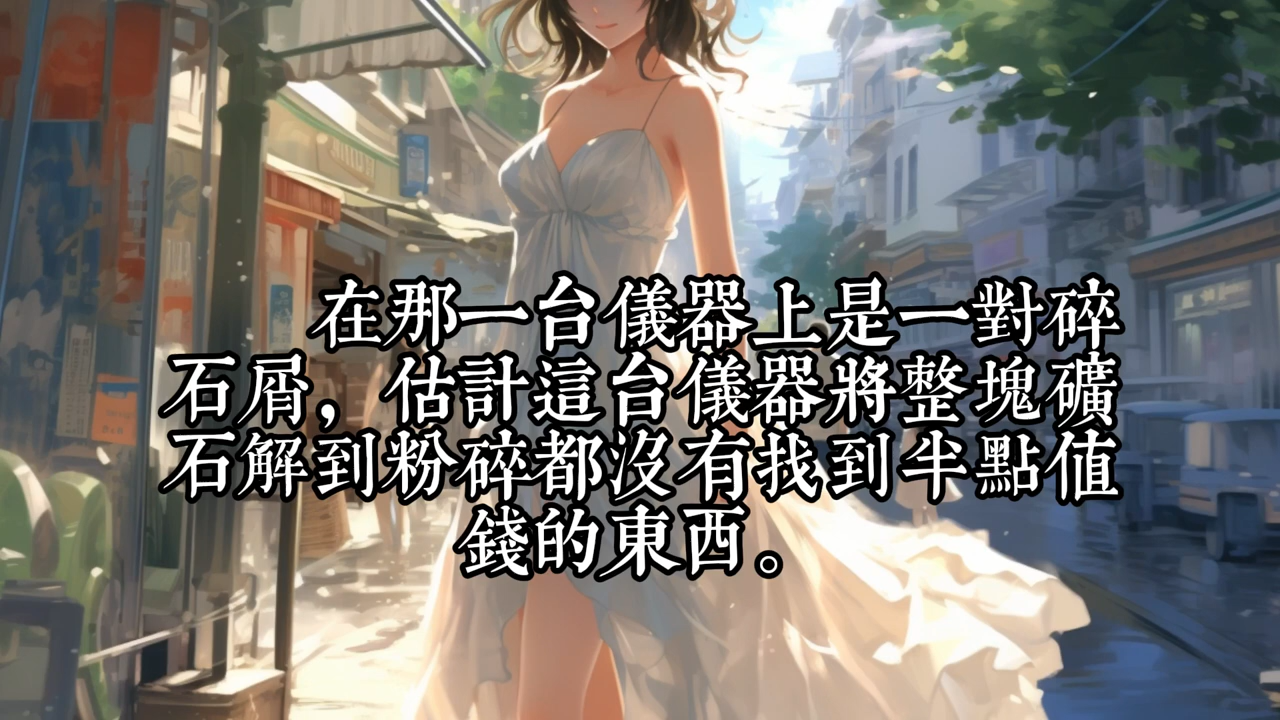 在那一台儀器上是一對碎
石屑，估計這台儀器將整塊礦
石解到粉碎都沒有找到半點值
錢的東西。